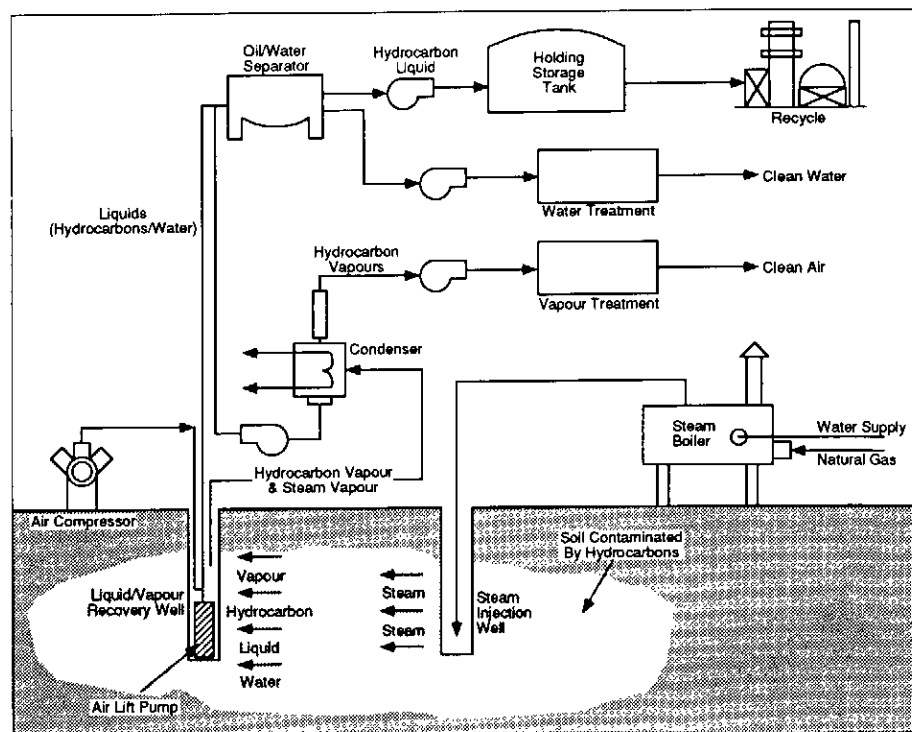 Oil/Water
Separator
Hydrocarbon
Liquid
Holding
Storage
Tank
Recycle
Liquids
(Hydrocarbons/Water)
Water Treatment
Clean Water
Hydrocarbon
Vapours
Vapour Treatment
Clean Air
Condenser
Steam
Boiler
Water Supply
Natural Gas
Hydrocarbon Vapour
& Steam Vapour
Air Compressor
Soil Contaminated
By Hydrocarbons
Liquid/Vapour
Recovery Well
Vapour
Hydrocarbon
Liquid
Water
Steam
Steam
Steam
Injection
Well
Air Lift Pump